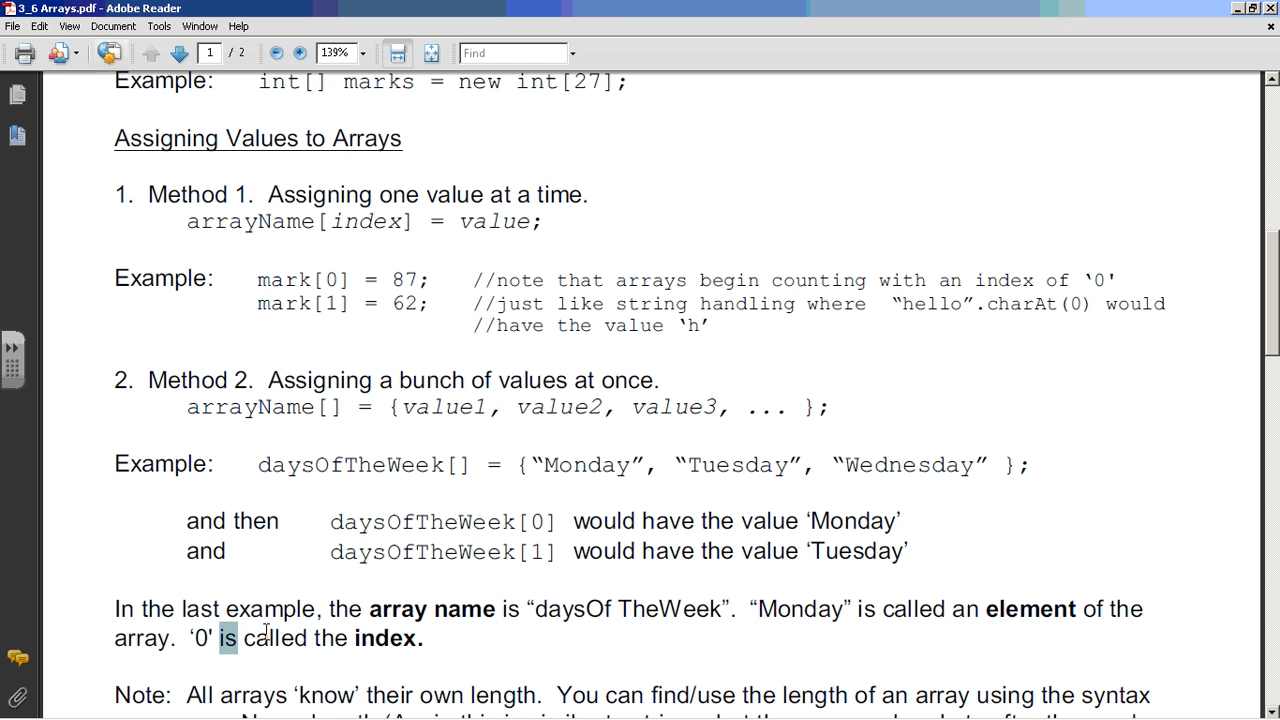 3_6 Arrays.pdf - Adobe Reader
File Edit View Document Tools Window Help
1 / 2 139% Find
Example: int[] marks = new int[27];
Assigning Values to Arrays
1. Method 1. Assigning one value at a time.
arrayName[index] = value;
Example: mark[0] = 87; //note that arrays begin counting with an index of ‘0'
mark[1] = 62; //just like string handling where “hello”.charAt(0) would
//have the value ‘h’
2. Method 2. Assigning a bunch of values at once.
arrayName[] = {value1, value2, value3, ... };
Example: daysOfTheWeek[] = {“Monday”, “Tuesday”, “Wednesday” };
and then daysOfTheWeek[0] would have the value ‘Monday’
and daysOfTheWeek[1] would have the value ‘Tuesday’
In the last example, the array name is “daysOf TheWeek”. “Monday” is called an element of the
array. ‘0' is called the index.
Note: All arrays ‘know’ their own length. You can find/use the length of an array using the syntax